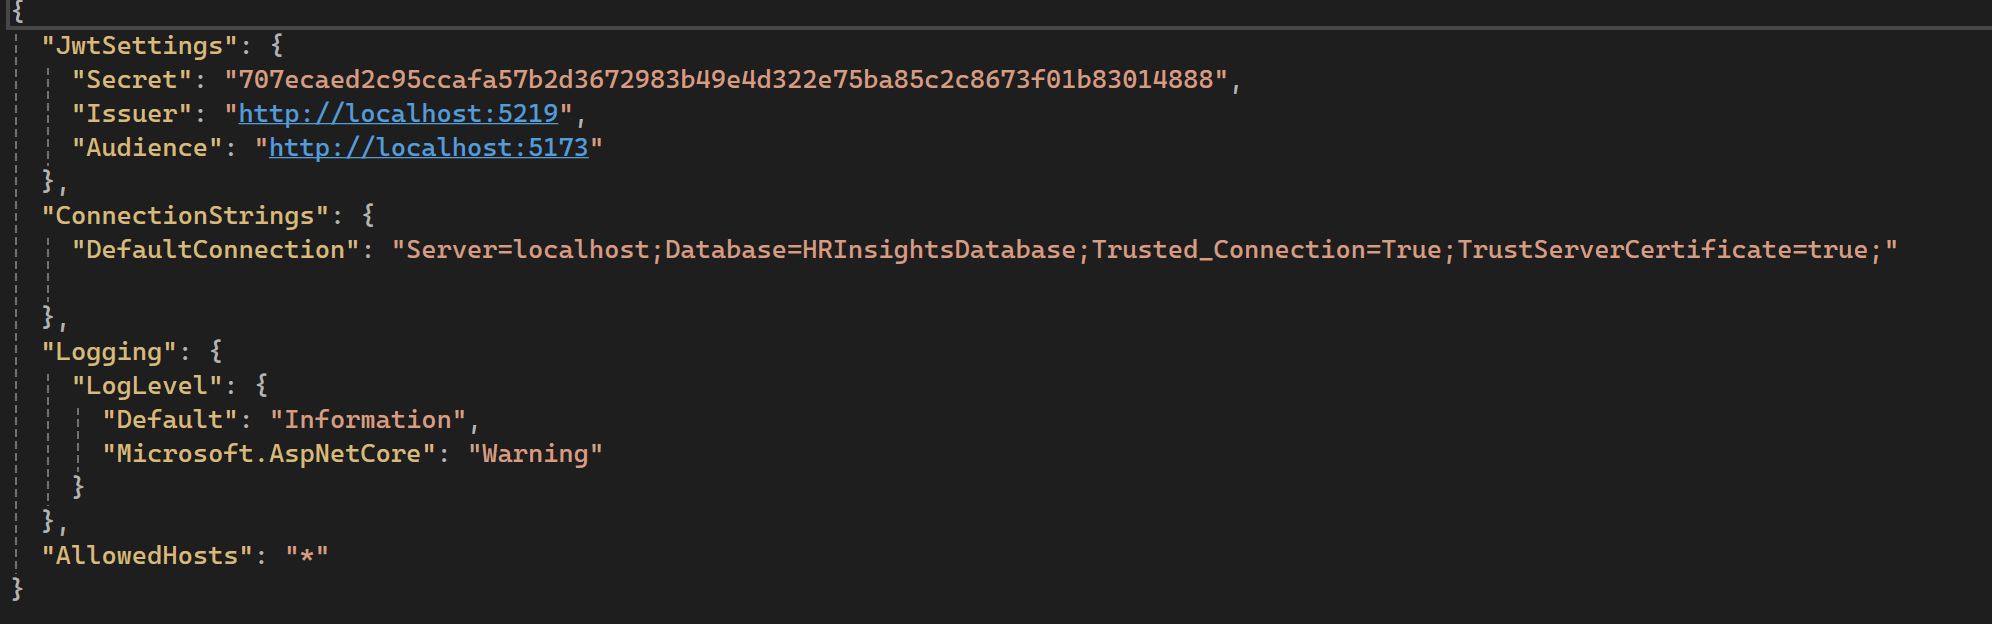 {
"JwtSettings": {
"Secret": "707ecaed2c95ccafa57b2d3672983b49e4d322e75ba85c2c8673f01b83014888",
"Issuer": "http://localhost:5219",
"Audience": "http://localhost:5173"
},
"ConnectionStrings": {
"DefaultConnection": "Server=localhost;Database=HRInsightsDatabase;Trusted_Connection=True;TrustServerCertificate=true;"
},
"Logging": {
"LogLevel": {
"Default": "Information",
"Microsoft.AspNetCore": "Warning"
}
},
"AllowedHosts": "*"
}